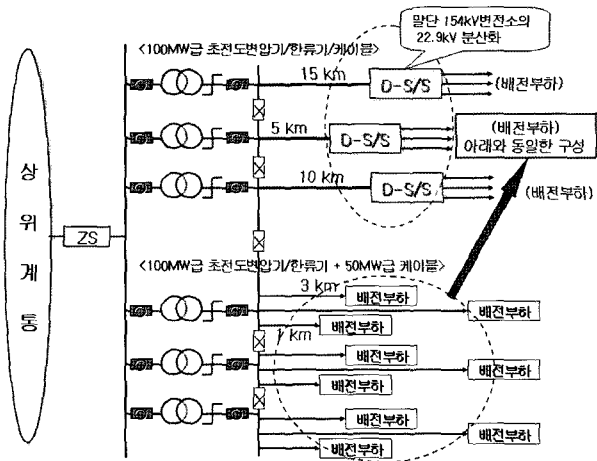 <100MW급 초전도변압기/한류기/케이블>
말단 154kV변전소의
22.9kV 분산화
15 km
D-S/S
(배전부하)
5 km
D-S/S
(배전부하)
아래와 동일한 구성
10 km
D-S/S
(배전부하)
상
위
계
통
ZS
<100MW급 초전도변압기/한류기 + 50MW급 케이블>
3 km
배전부하
배전부하
1 km
배전부하
배전부하
배전부하
배전부하
배전부하
배전부하
배전부하